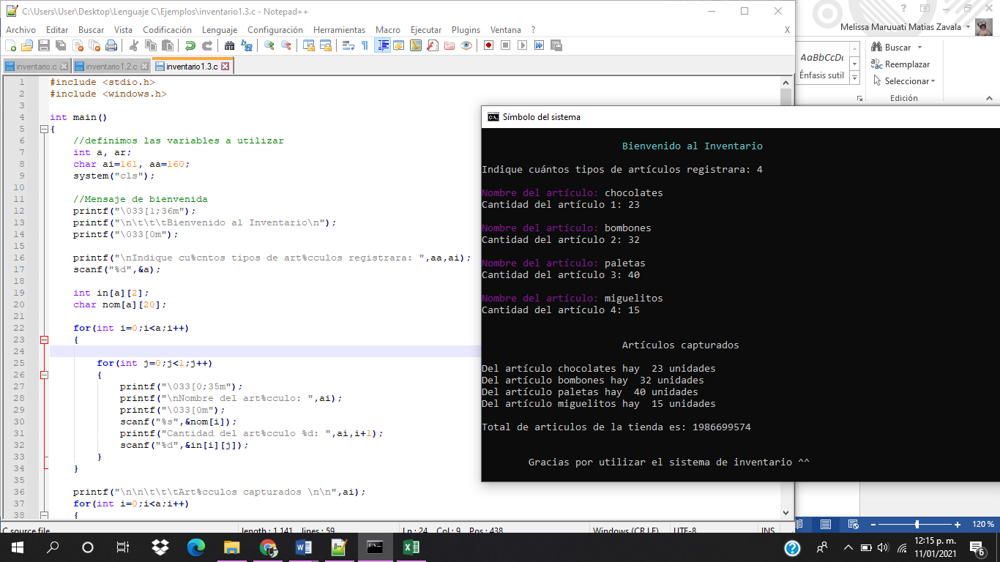 C:\Users\User\Desktop\Lenguaje C\Ejemplos\inventario1.3.c - Notepad++
Archivo Editar Buscar Vista Codificación Lenguaje Configuración Herramientas Macro Ejecutar Plugins Ventana ? X
inventario.c inventario1.2.c inventario1.3.c
1 #include <stdio.h>
2 #include <windows.h>
3
4 int main()
5 {
6 //definimos las variables a utilizar
7 int a, ar;
8 char ai=161, aa=160;
9 system("cls");
10
11 //Mensaje de bienvenida
12 printf("\033[1;36m");
13 printf("\n\t\t\tBienvenido al Inventario\n");
14 printf("\033[0m");
15
16 printf("\nIndique cu%cntos tipos de art%cculos registrara: ",aa,ai);
17 scanf("%d",&a);
18
19 int in[a][2];
20 char nom[a][20];
21
22 for(int i=0;i<a;i++)
23 {
24
25 for(int j=0;j<1;j++)
26 {
27 printf("\033[0;35m");
28 printf("\nNombre del art%cculo: ",ai);
29 printf("\033[0m");
30 scanf("%s",&nom[i]);
31 printf("Cantidad del art%cculo %d: ",ai,i+1);
32 scanf("%d",&in[i][j]);
33 }
34 }
35
36 printf("\n\n\t\t\tArt%cculos capturados \n\n",ai);
37 for(int i=0;i<a;i++)
38 {
C source file length : 1,141 lines : 59 Ln : 24 Col : 9 Pos : 438 Windows (CR LF) UTF-8 INS
Melissa Maruuati Matias Zavala
AaBbCcDc
Énfasis sutil
Buscar
Reemplazar
Seleccionar
Edición
Símbolo del sistema
Bienvenido al Inventario
Indique cuántos tipos de artículos registrara: 4
Nombre del artículo: chocolates
Cantidad del artículo 1: 23
Nombre del artículo: bombones
Cantidad del artículo 2: 32
Nombre del artículo: paletas
Cantidad del artículo 3: 40
Nombre del artículo: miguelitos
Cantidad del artículo 4: 15
Artículos capturados
Del artículo chocolates hay  23 unidades
Del artículo bombones hay  32 unidades
Del artículo paletas hay  40 unidades
Del artículo miguelitos hay  15 unidades
Total de articulos de la tienda es: 1986699574
Gracias por utilizar el sistema de inventario ^^
120 %
12:15 p. m.
11/01/2021
6